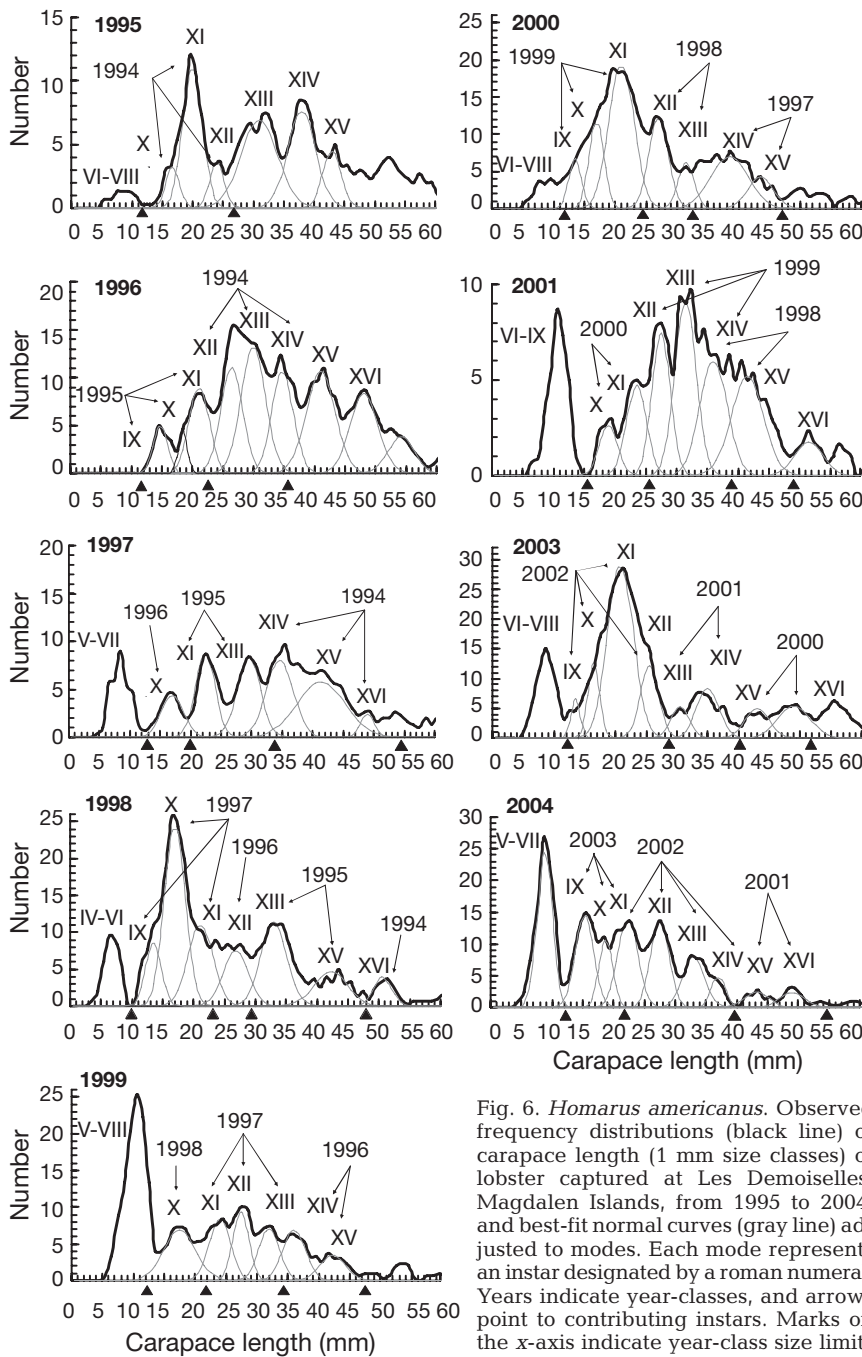 1995
Number
15
10
5
0
1994
VI-VIII
X
XI
XII
XIII
XIV
XV
0 5 10 15 20 25 30 35 40 45 50 55 60
1996
Number
20
15
10
5
0
1995
1994
IX
X
XI
XII
XIII
XIV
XV
XVI
0 5 10 15 20 25 30 35 40 45 50 55 60
1997
Number
20
15
10
5
0
V-VII
1996
1995
1994
X
XI
XIII
XIV
XV
XVI
0 5 10 15 20 25 30 35 40 45 50 55 60
1998
Number
25
20
15
10
5
0
IV-VI
IX
X
1997
1996
1995
1994
XI
XII
XIII
XV
XVI
0 5 10 15 20 25 30 35 40 45 50 55 60
1999
Number
25
20
15
10
5
0
V-VIII
1998
1997
1996
X
XI
XII
XIII
XIV
XV
0 5 10 15 20 25 30 35 40 45 50 55 60
Carapace length (mm)
2000
25
20
15
10
5
0
1999
1998
1997
VI-VIII
IX
X
XI
XII
XIII
XIV
XV
0 5 10 15 20 25 30 35 40 45 50 55 60
2001
10
5
0
VI-IX
2000
1999
1998
X
XI
XII
XIII
XIV
XV
XVI
0 5 10 15 20 25 30 35 40 45 50 55 60
2003
30
25
20
15
10
5
0
2002
2001
2000
VI-VIII
IX
X
XI
XII
XIII
XIV
XV
XVI
0 5 10 15 20 25 30 35 40 45 50 55 60
2004
30
25
20
15
10
5
0
V-VII
2003
2002
2001
IX
X
XI
XII
XIII
XIV
XV
XVI
0 5 10 15 20 25 30 35 40 45 50 55 60
Carapace length (mm)
Fig. 6. Homarus americanus. Observe
frequency distributions (black line) o
carapace length (1 mm size classes) o
lobster captured at Les Demoiselles
Magdalen Islands, from 1995 to 2004
and best-fit normal curves (gray line) ad
justed to modes. Each mode represent
an instar designated by a roman numera
Years indicate year-classes, and arrow
point to contributing instars. Marks o
the x-axis indicate year-class size limit